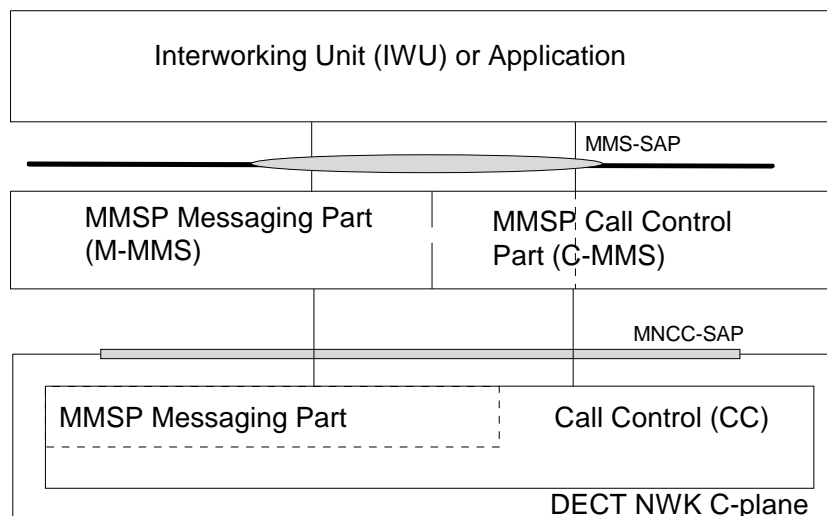 Interworking Unit (IWU) or Application
MMS-SAP
MMSP Messaging Part
(M-MMS)
MMSP Call Control
Part (C-MMS)
MNCC-SAP
MMSP Messaging Part
Call Control (CC)
DECT NWK C-plane